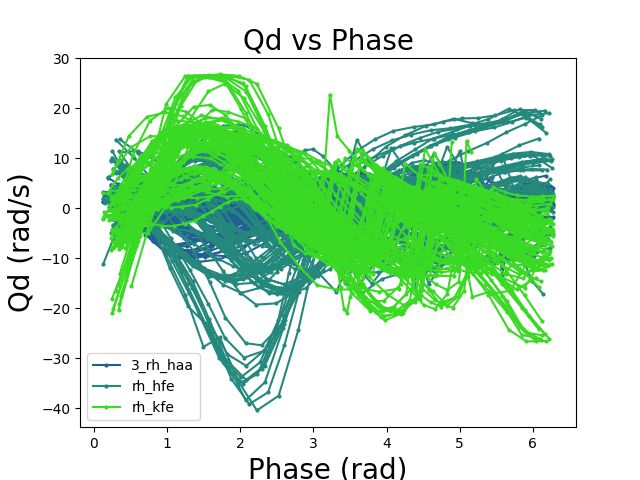 Qd vs Phase
30
20
10
0
−10
−20
−30
−40
Qd (rad/s)
3_rh_haa
rh_hfe
rh_kfe
0 1 2 3 4 5 6
Phase (rad)